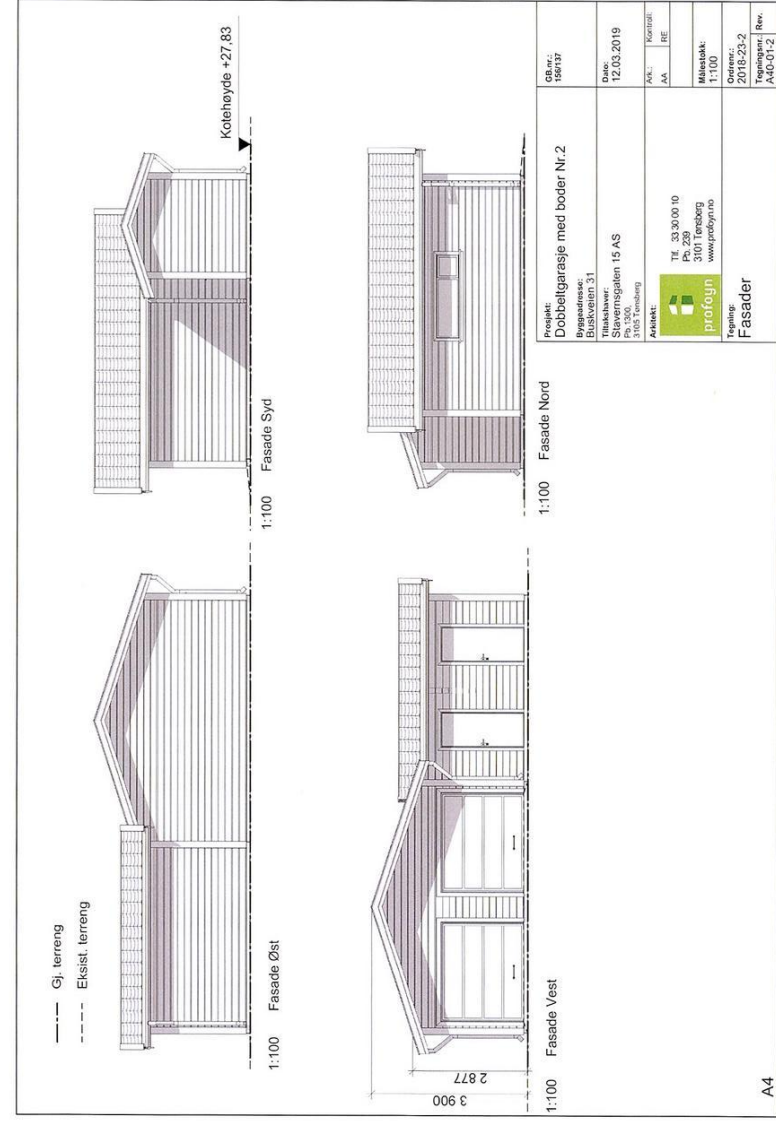 Gj. terreng
Eksist. terreng
Kotehøyde +27,83
1:100 Fasade Øst
1:100 Fasade Syd
3 900
2 877
1:100 Fasade Vest
1:100 Fasade Nord
A4
Prosjekt:
Dobbeltgarasje med boder Nr.2
Byggeadresse:
Buskveien 31
Tiltakshaver:
Stavernsgaten 15 AS
Pb.1300,
3105 Tønsberg
Arkitekt:
profoyn
Tlf. 33 30 00 10
Pb. 239
3101 Tønsberg
www.profoyn.no
Tegning:
Fasader
GB.nr.:
156/137
Dato:
12.03.2019
Ark.:
AA
Kontroll:
RE
Målestokk:
1:100
Ordrenr.:
2018-23-2
Tegningsnr.:
A40-01-2
Rev.